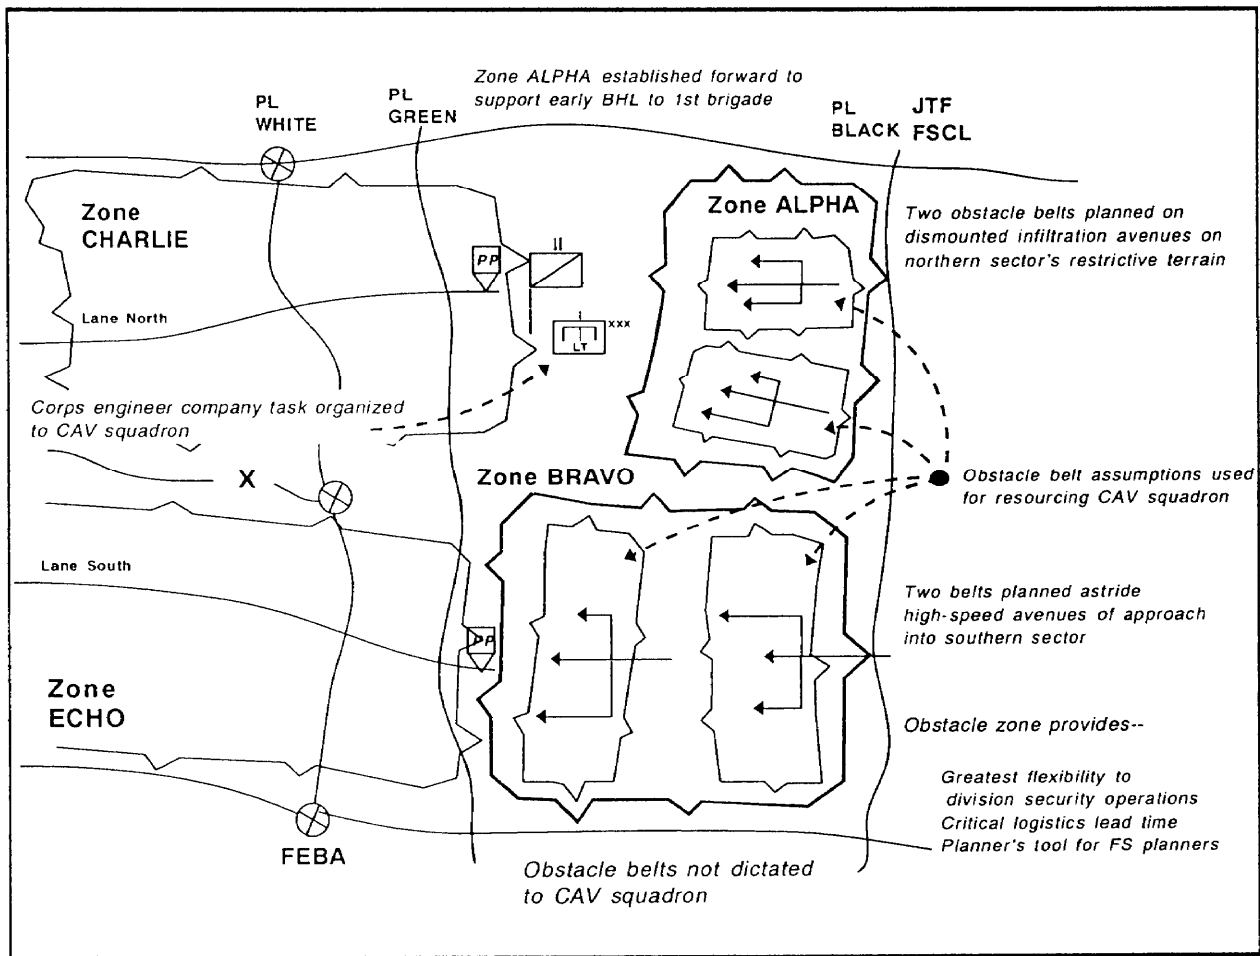 Zone ALPHA established forward to
support early BHL to 1st brigade
PL
WHITE
PL
GREEN
PL
BLACK
JTF
FSCL
Zone
CHARLIE
Zone ALPHA
Two obstacle belts planned on
dismounted infiltration avenues on
northern sector's restrictive terrain
PP
II
Lane North
I
XXX
LT
Corps engineer company task organized
to CAV squadron
X
Zone BRAVO
Obstacle belt assumptions used
for resourcing CAV squadron
Lane South
Two belts planned astride
high-speed avenues of approach
into southern sector
PP
Zone
ECHO
Obstacle zone provides--
Greatest flexibility to
division security operations
Critical logistics lead time
Planner's tool for FS planners
FEBA
Obstacle belts not dictated
to CAV squadron